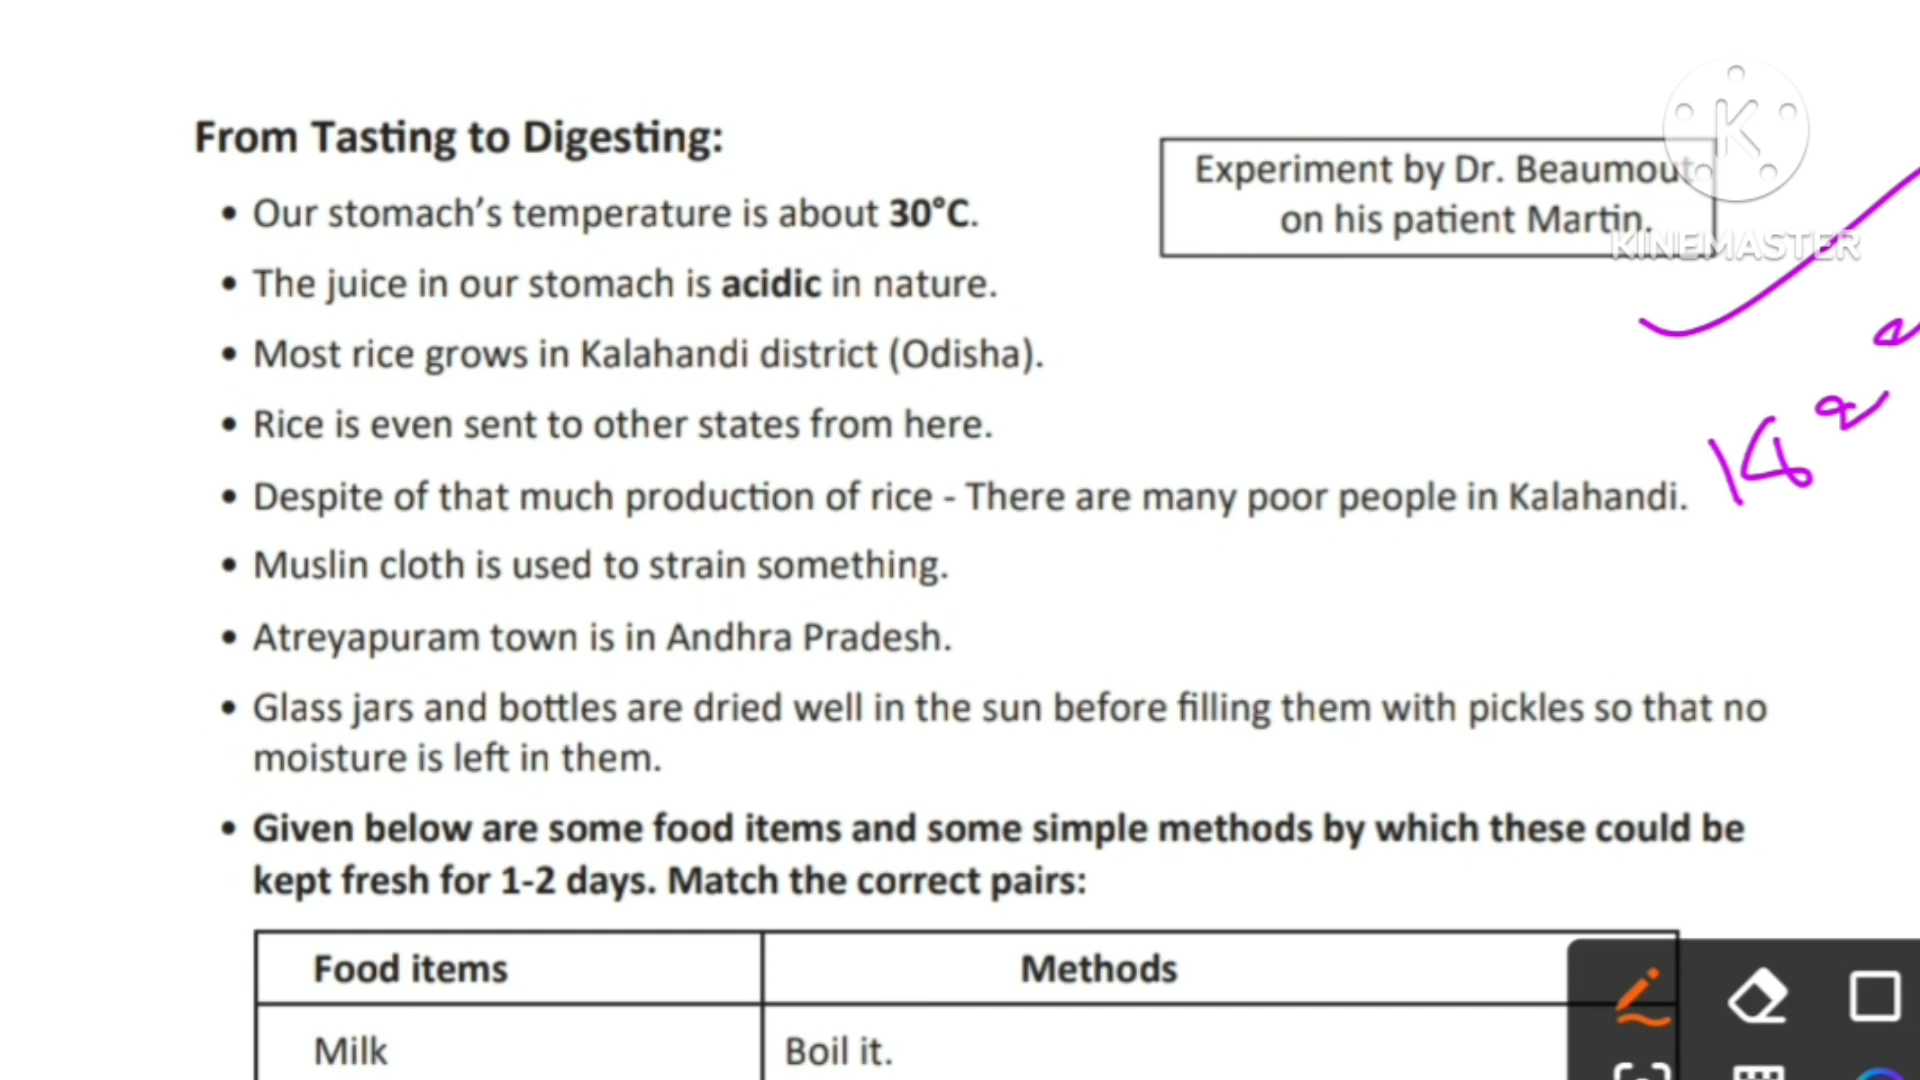 From Tasting to Digesting:
Experiment by Dr. Beaumout
on his patient Martin.
K
KINEMASTER
• Our stomach's temperature is about 30°C.
• The juice in our stomach is acidic in nature.
• Most rice grows in Kalahandi district (Odisha).
• Rice is even sent to other states from here.
• Despite of that much production of rice - There are many poor people in Kalahandi.
• Muslin cloth is used to strain something.
• Atreyapuram town is in Andhra Pradesh.
• Glass jars and bottles are dried well in the sun before filling them with pickles so that no
moisture is left in them.
• Given below are some food items and some simple methods by which these could be
kept fresh for 1-2 days. Match the correct pairs:
Food items Methods
Milk Boil it.